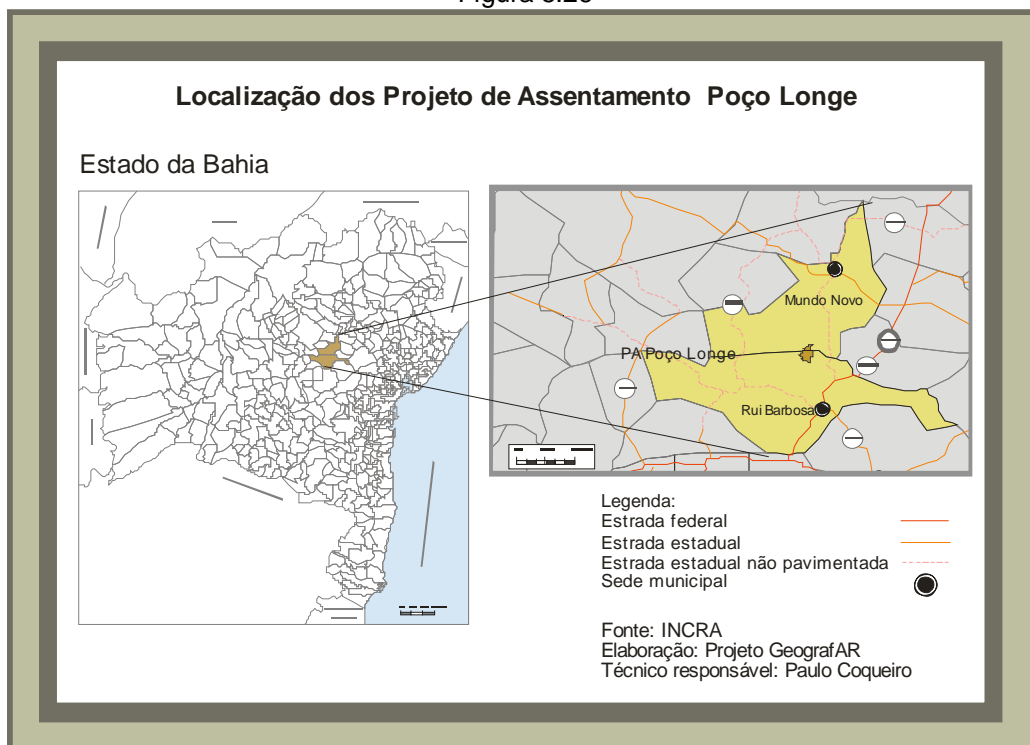 Localização dos Projeto de Assentamento Poço Longe
Estado da Bahia
Mundo Novo
PA Poço Longe
Rui Barbosa
Legenda:
Estrada federal
Estrada estadual
Estrada estadual não pavimentada
Sede municipal
Fonte: INCRA
Elaboração: Projeto GeografAR
Técnico responsável: Paulo Coqueiro